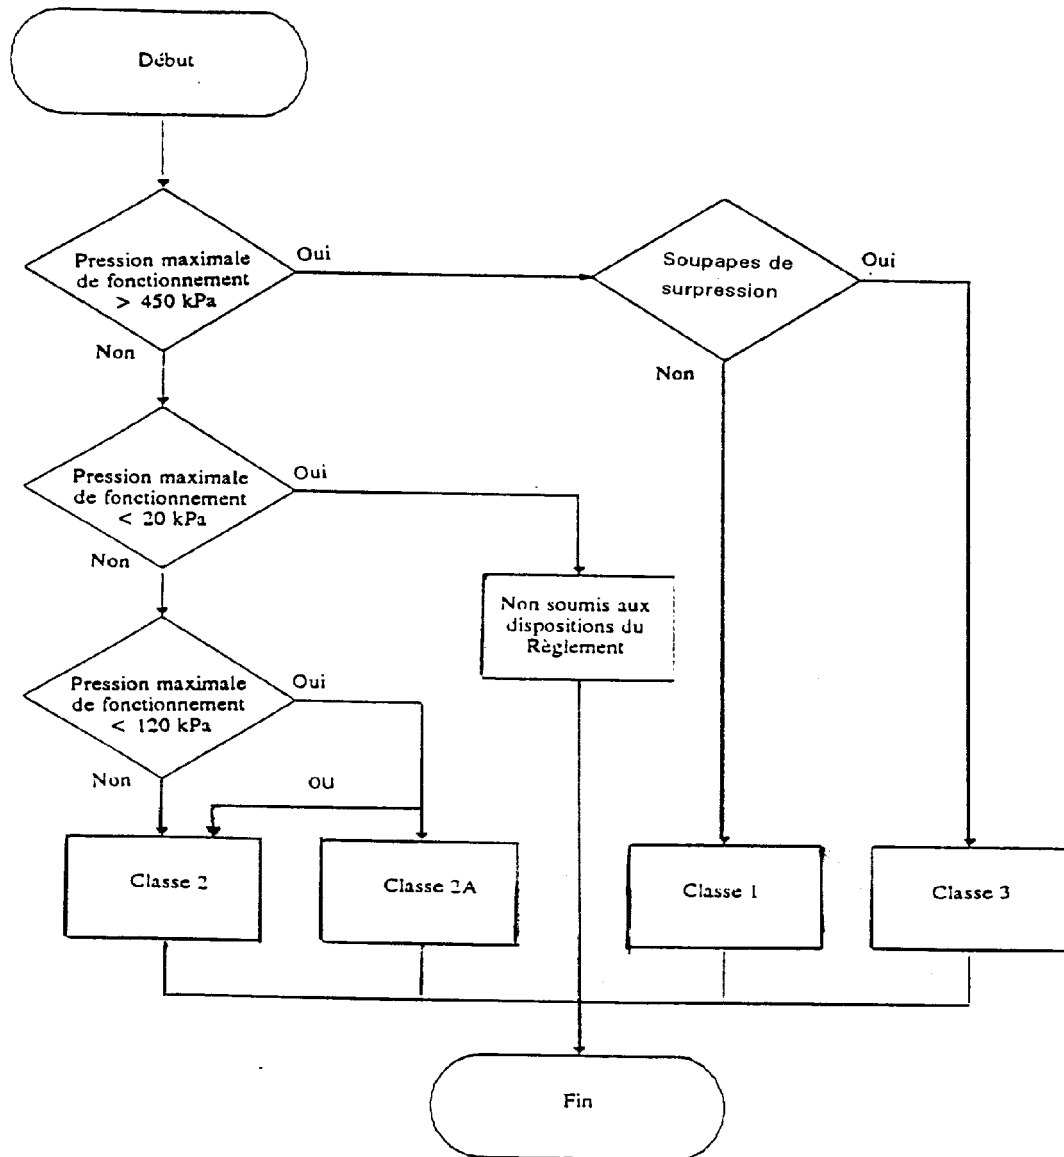 Début
Pression maximale
de fonctionnement
> 450 kPa
Oui
Non
Soupapes de
surpression
Oui
Non
Pression maximale
de fonctionnement
< 20 kPa
Oui
Non
Non soumis aux
dispositions du
Règlement
Pression maximale
de fonctionnement
< 120 kPa
Oui
Non
OU
Classe 2
Classe 2A
Classe 1
Classe 3
Fin